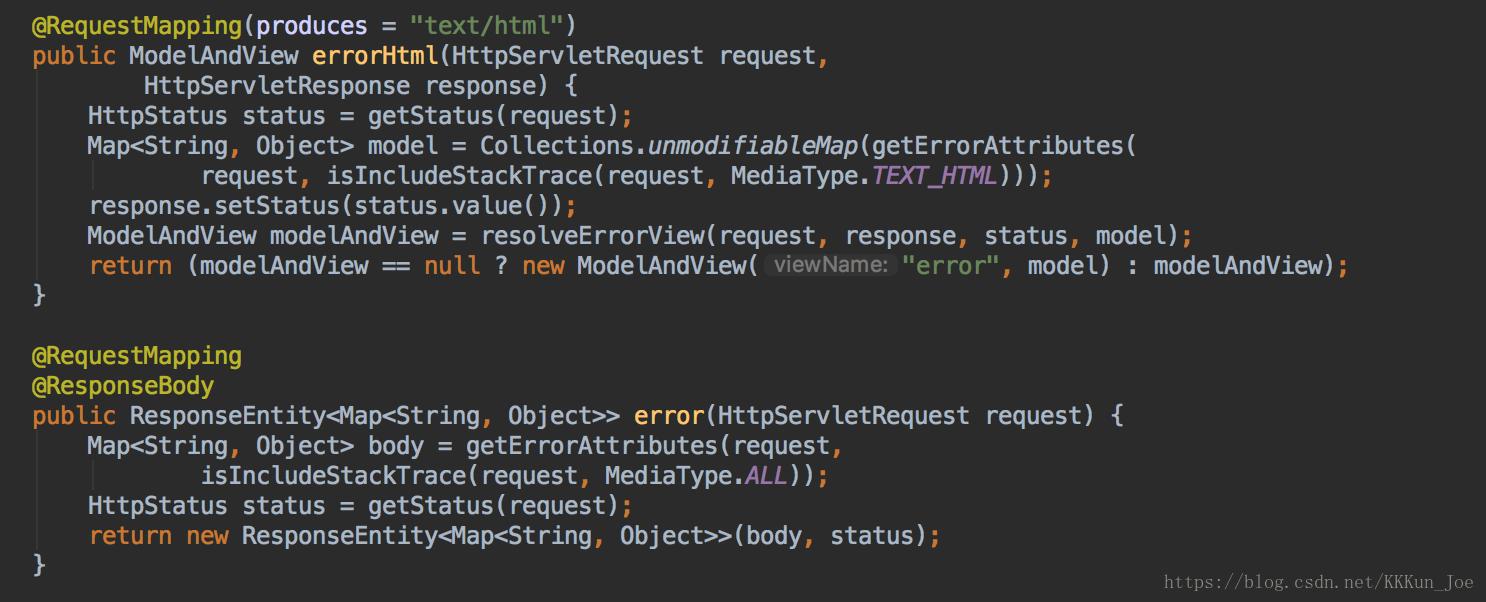 @RequestMapping(produces = "text/html")
public ModelAndView errorHtml(HttpServletRequest request,
        HttpServletResponse response) {
    HttpStatus status = getStatus(request);
    Map<String, Object> model = Collections.unmodifiableMap(getErrorAttributes(
            request, isIncludeStackTrace(request, MediaType.TEXT_HTML)));
    response.setStatus(status.value());
    ModelAndView modelAndView = resolveErrorView(request, response, status, model);
    return (modelAndView == null ? new ModelAndView( viewName: "error", model) : modelAndView);
}
@RequestMapping
@ResponseBody
public ResponseEntity<Map<String, Object>> error(HttpServletRequest request) {
    Map<String, Object> body = getErrorAttributes(request,
            isIncludeStackTrace(request, MediaType.ALL));
    HttpStatus status = getStatus(request);
    return new ResponseEntity<Map<String, Object>>(body, status);
}
https://blog.csdn.net/KKKun_Joe